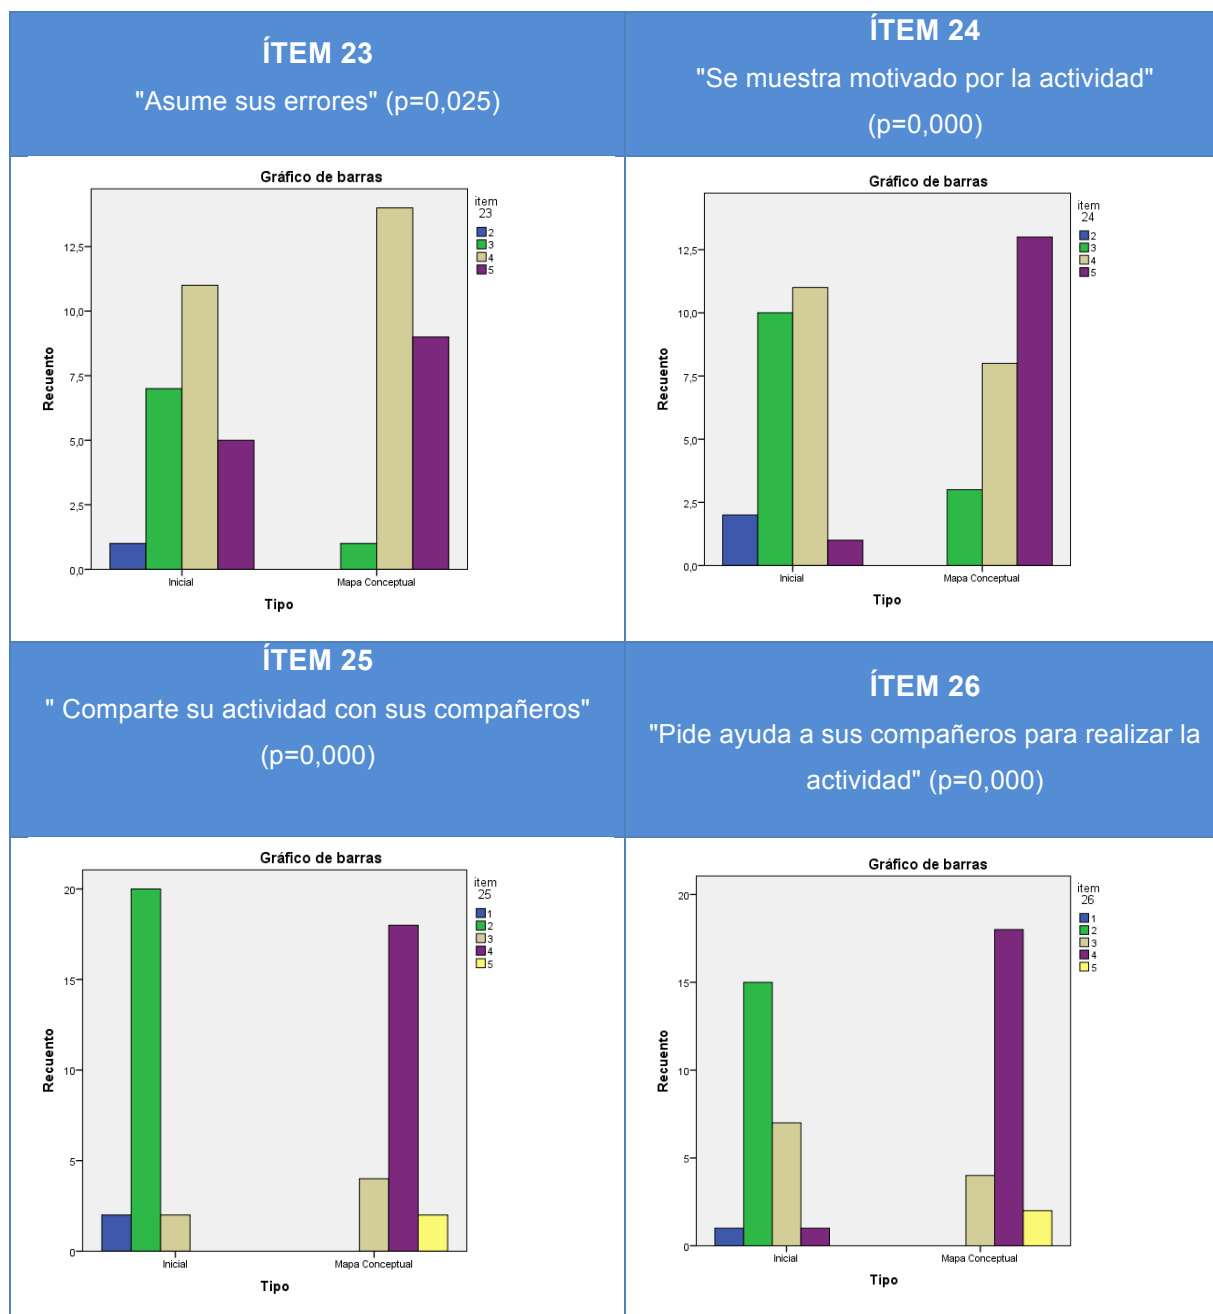 ÍTEM 23
"Asume sus errores" (p=0,025)
ÍTEM 24
"Se muestra motivado por la actividad"
(p=0,000)
Gráfico de barras
item
23
2
3
4
5
12,5
10,0
7,5
5,0
2,5
0,0
Recuento
Inicial
Mapa Conceptual
Tipo
Gráfico de barras
item
24
2
3
4
5
12,5
10,0
7,5
5,0
2,5
0,0
Recuento
Inicial
Mapa Conceptual
Tipo
ÍTEM 25
" Comparte su actividad con sus compañeros"
(p=0,000)
ÍTEM 26
"Pide ayuda a sus compañeros para realizar la
actividad" (p=0,000)
Gráfico de barras
item
25
1
2
3
4
5
20
15
10
5
0
Recuento
Inicial
Mapa Conceptual
Tipo
Gráfico de barras
item
26
1
2
3
4
5
20
15
10
5
0
Recuento
Inicial
Mapa Conceptual
Tipo